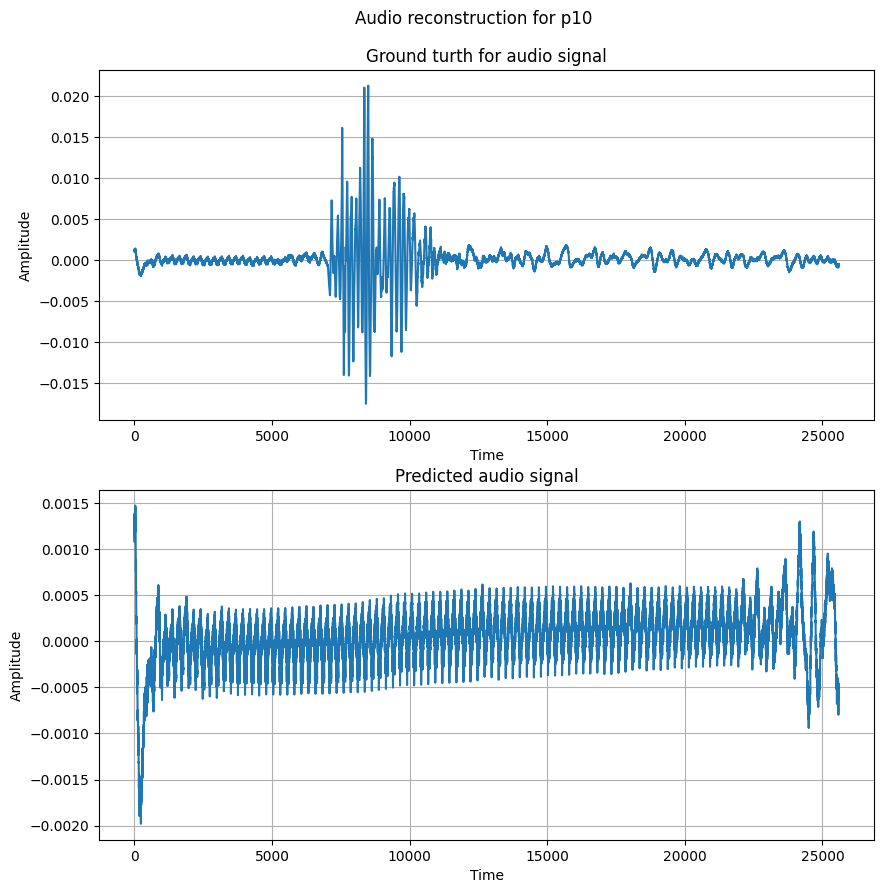 Audio reconstruction for p10
Ground turth for audio signal
0.020
0.015
0.010
0.005
0.000
−0.005
−0.010
−0.015
Amplitude
0 5000 10000 15000 20000 25000
Time
Predicted audio signal
0.0015
0.0010
0.0005
0.0000
−0.0005
−0.0010
−0.0015
−0.0020
Amplitude
0 5000 10000 15000 20000 25000
Time